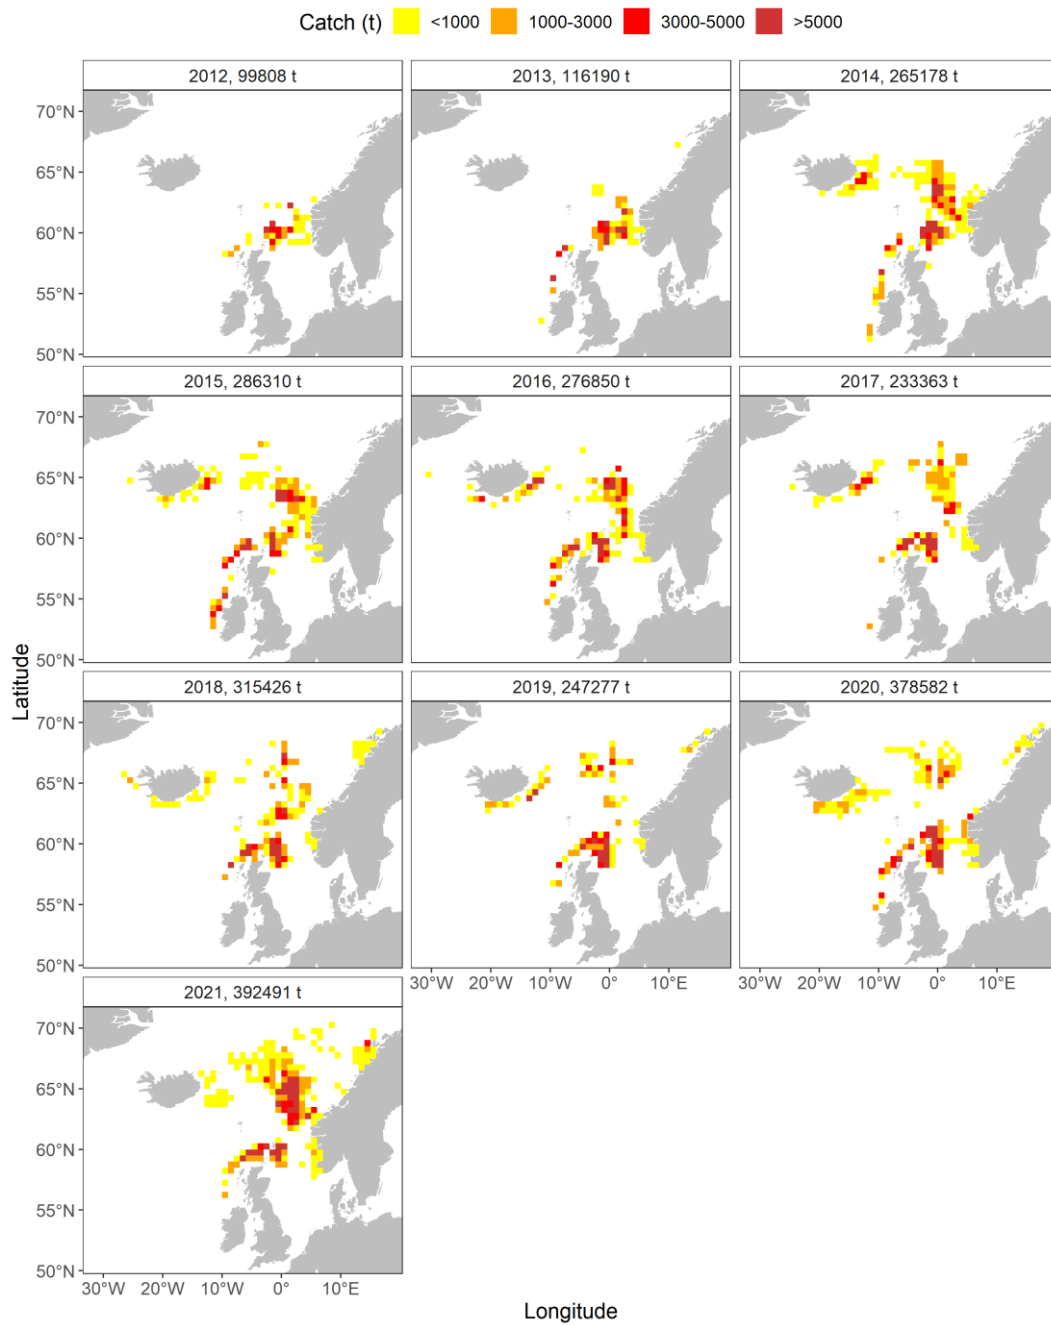 Catch (t) <1000 1000-3000 3000-5000 >5000
2012, 99808 t 2013, 116190 t 2014, 265178 t
70°N
65°N
60°N
55°N
50°N
2015, 286310 t 2016, 276850 t 2017, 233363 t
70°N
65°N
60°N
55°N
50°N
Latitude
2018, 315426 t 2019, 247277 t 2020, 378582 t
70°N
65°N
60°N
55°N
50°N
30°W 20°W 10°W 0° 10°E 30°W 20°W 10°W 0° 10°E
2021, 392491 t
70°N
65°N
60°N
55°N
50°N
30°W 20°W 10°W 0° 10°E
Longitude